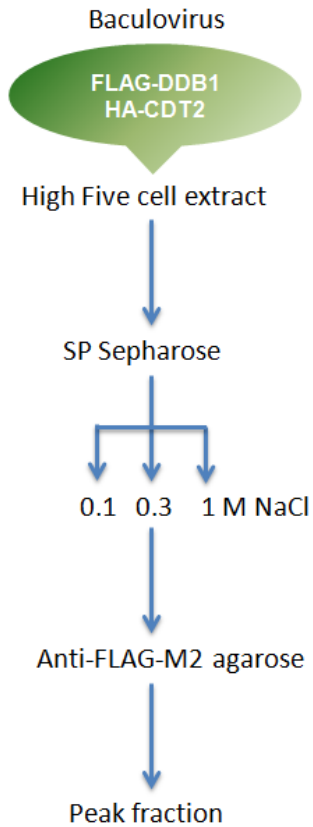 Baculovirus
FLAG-DDB1
HA-CDT2
High Five cell extract
SP Sepharose
0.1 0.3 1 M NaCl
Anti-FLAG-M2 agarose
Peak fraction